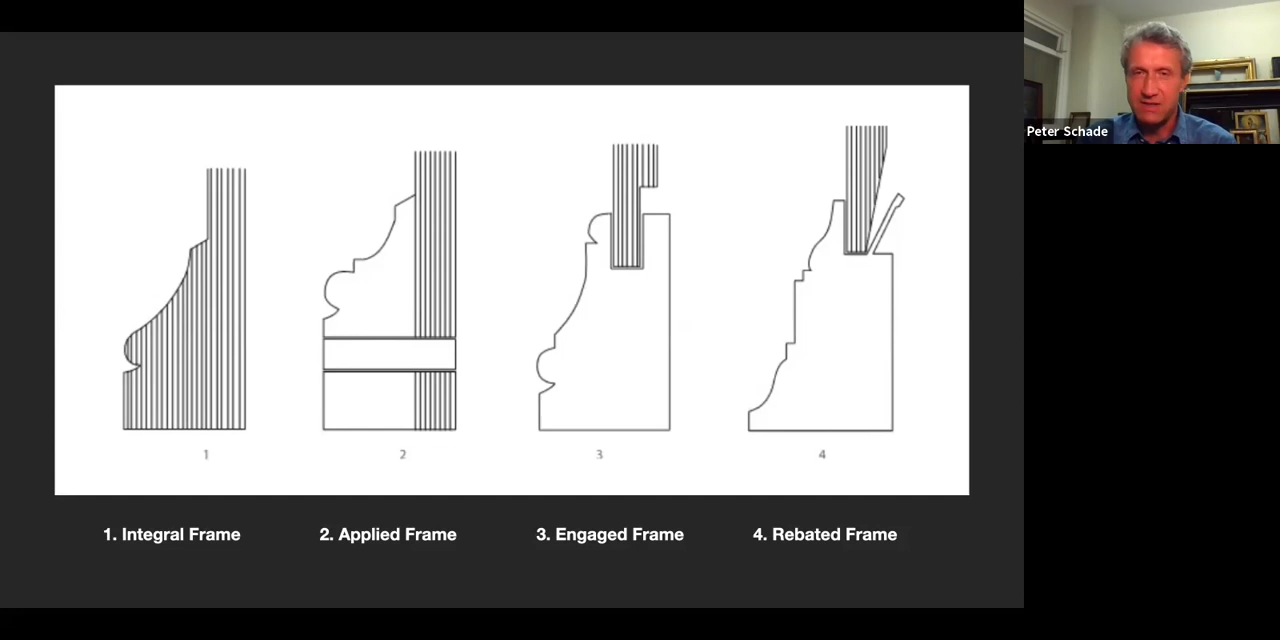 Peter Schade
1
2
3
4
1. Integral Frame
2. Applied Frame
3. Engaged Frame
4. Rebated Frame